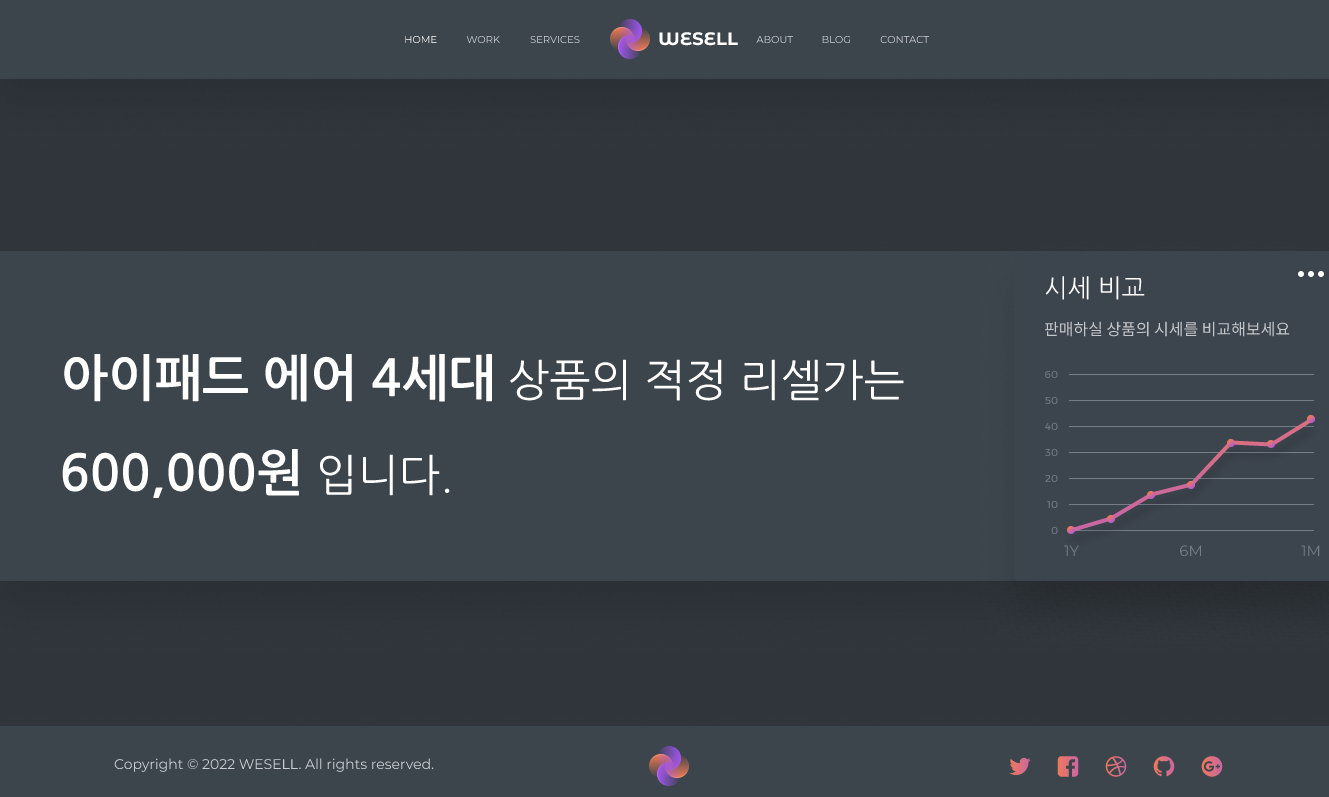 HOME WORK SERVICES WESELL ABOUT BLOG CONTACT
아이패드 에어 4세대 상품의 적정 리셀가는
600,000원 입니다.
시세 비교
판매하실 상품의 시세를 비교해보세요
60
50
40
30
20
10
0
1Y 6M 1M
Copyright © 2022 WESELL. All rights reserved.